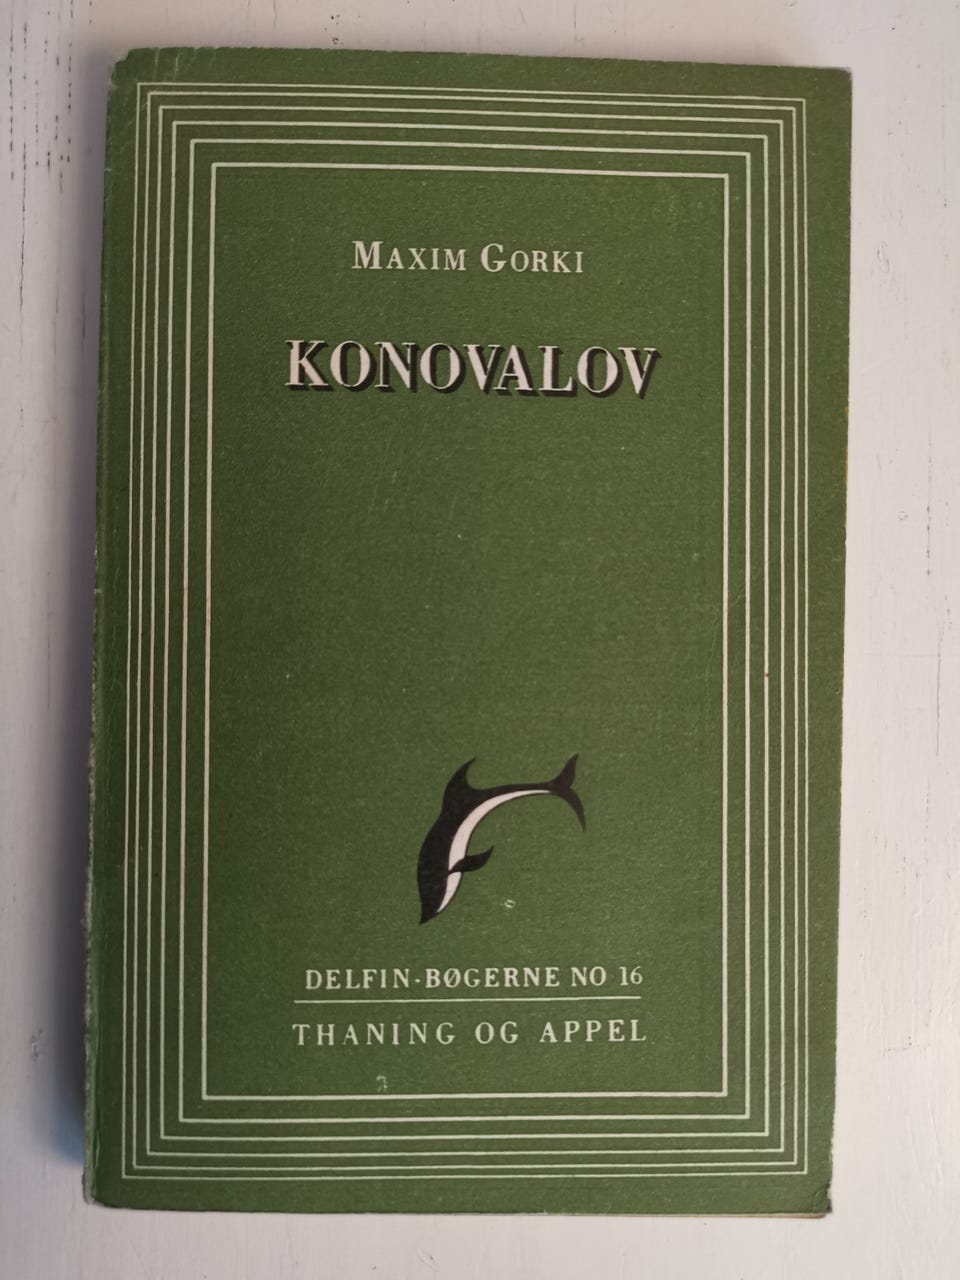 MAXIM GORKI
KONOVALOV
DELFIN-BØGERNE NO 16
THANING OG APPEL